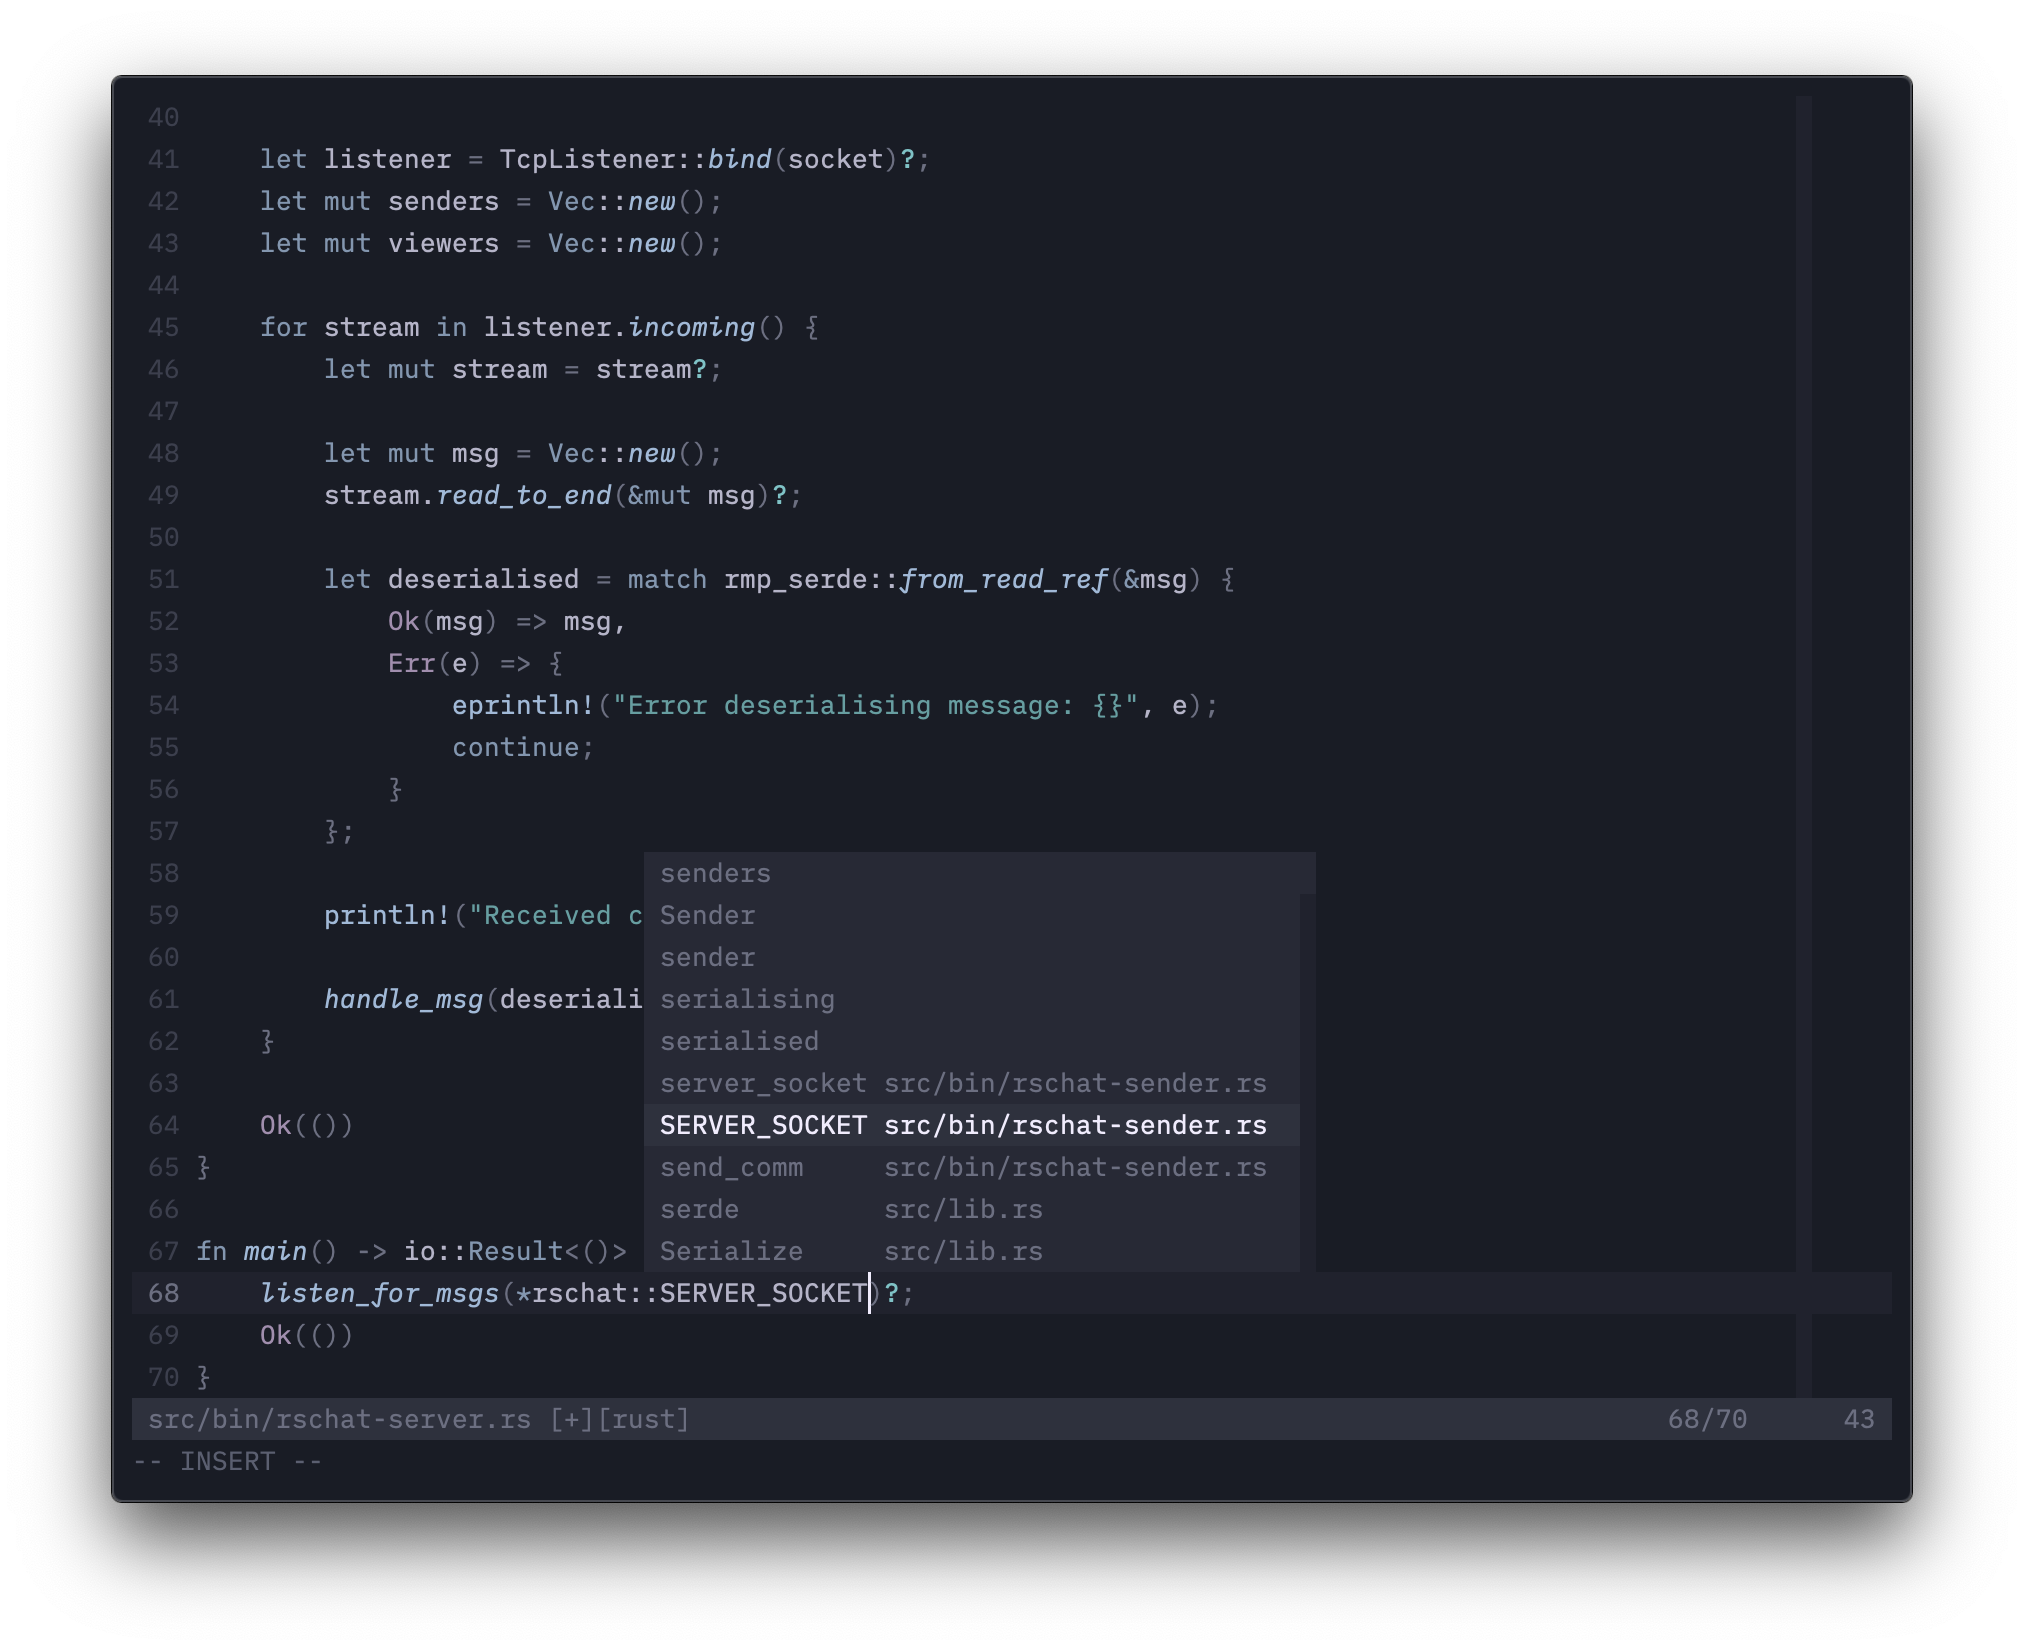 40
41     let listener = TcpListener::bind(socket)?;
42     let mut senders = Vec::new();
43     let mut viewers = Vec::new();
44
45     for stream in listener.incoming() {
46         let mut stream = stream?;
47
48         let mut msg = Vec::new();
49         stream.read_to_end(&mut msg)?;
50
51         let deserialised = match rmp_serde::from_read_ref(&msg) {
52             Ok(msg) => msg,
53             Err(e) => {
54                 eprintln!("Error deserialising message: {}", e);
55                 continue;
56             }
57         };
58                             senders
59         println!("Received c Sender
60                             sender
61         handle_msg(deseriali serialising
62     }                       serialised
63                             server_socket src/bin/rschat-sender.rs
64     Ok(())                  SERVER_SOCKET src/bin/rschat-sender.rs
65 }                           send_comm     src/bin/rschat-sender.rs
66                             serde         src/lib.rs
67 fn main() -> io::Result<()> Serialize     src/lib.rs
68     listen_for_msgs(*rschat::SERVER_SOCKET)?;
69     Ok(())
70 }
src/bin/rschat-server.rs [+][rust] 68/70 43
-- INSERT --